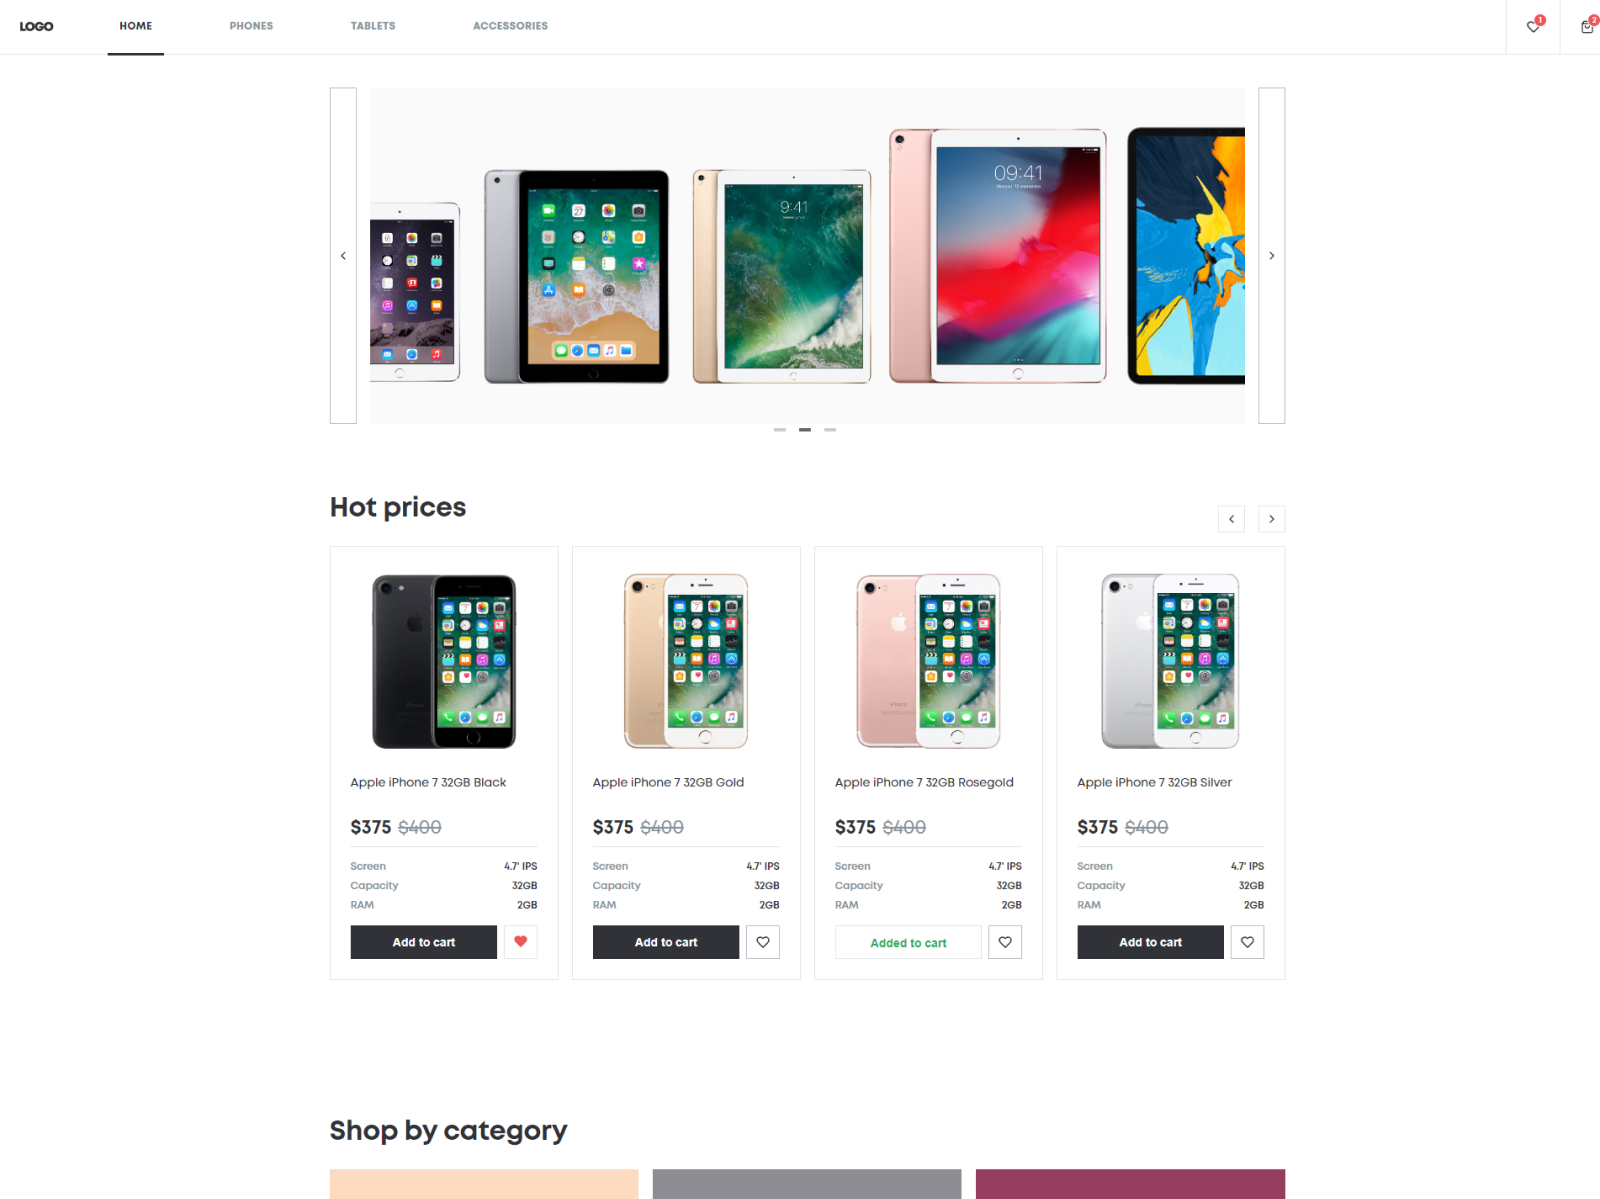 LOGO
HOME
PHONES
TABLETS
ACCESSORIES
1
2
9:41
09:41
Hot prices
Apple iPhone 7 32GB Black
$375 $400
Screen 4.7' IPS
Capacity 32GB
RAM 2GB
Add to cart
Apple iPhone 7 32GB Gold
$375 $400
Screen 4.7' IPS
Capacity 32GB
RAM 2GB
Add to cart
Apple iPhone 7 32GB Rosegold
$375 $400
Screen 4.7' IPS
Capacity 32GB
RAM 2GB
Added to cart
Apple iPhone 7 32GB Silver
$375 $400
Screen 4.7' IPS
Capacity 32GB
RAM 2GB
Add to cart
Shop by category